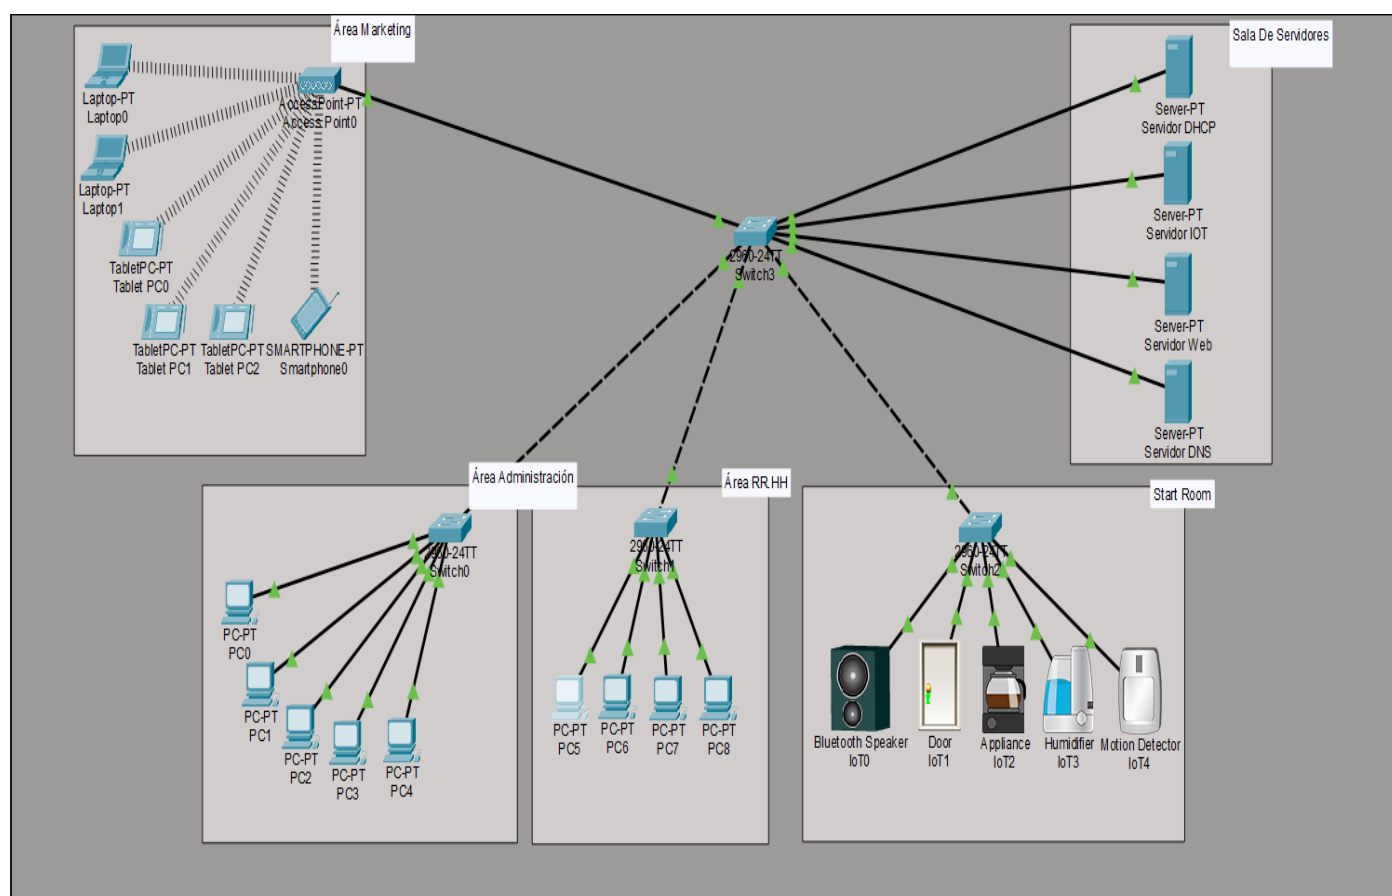 Área Marketing
Laptop-PT
Laptop0
AccessPoint-PT
Access Point0
Laptop-PT
Laptop1
TabletPC-PT
Tablet PC0
TabletPC-PT
Tablet PC1
TabletPC-PT
Tablet PC2
SMARTPHONE-PT
Smartphone0
2960-24TT
Switch3
Sala De Servidores
Server-PT
Servidor DHCP
Server-PT
Servidor IOT
Server-PT
Servidor Web
Server-PT
Servidor DNS
Área Administración
2960-24TT
Switch0
PC-PT
PC0
PC-PT
PC1
PC-PT
PC2
PC-PT
PC3
PC-PT
PC4
Área RR.HH
2960-24TT
Switch1
PC-PT
PC5
PC-PT
PC6
PC-PT
PC7
PC-PT
PC8
Start Room
2960-24TT
Switch2
Bluetooth Speaker
IoT0
Door
IoT1
Appliance
IoT2
Humidifier
IoT3
Motion Detector
IoT4